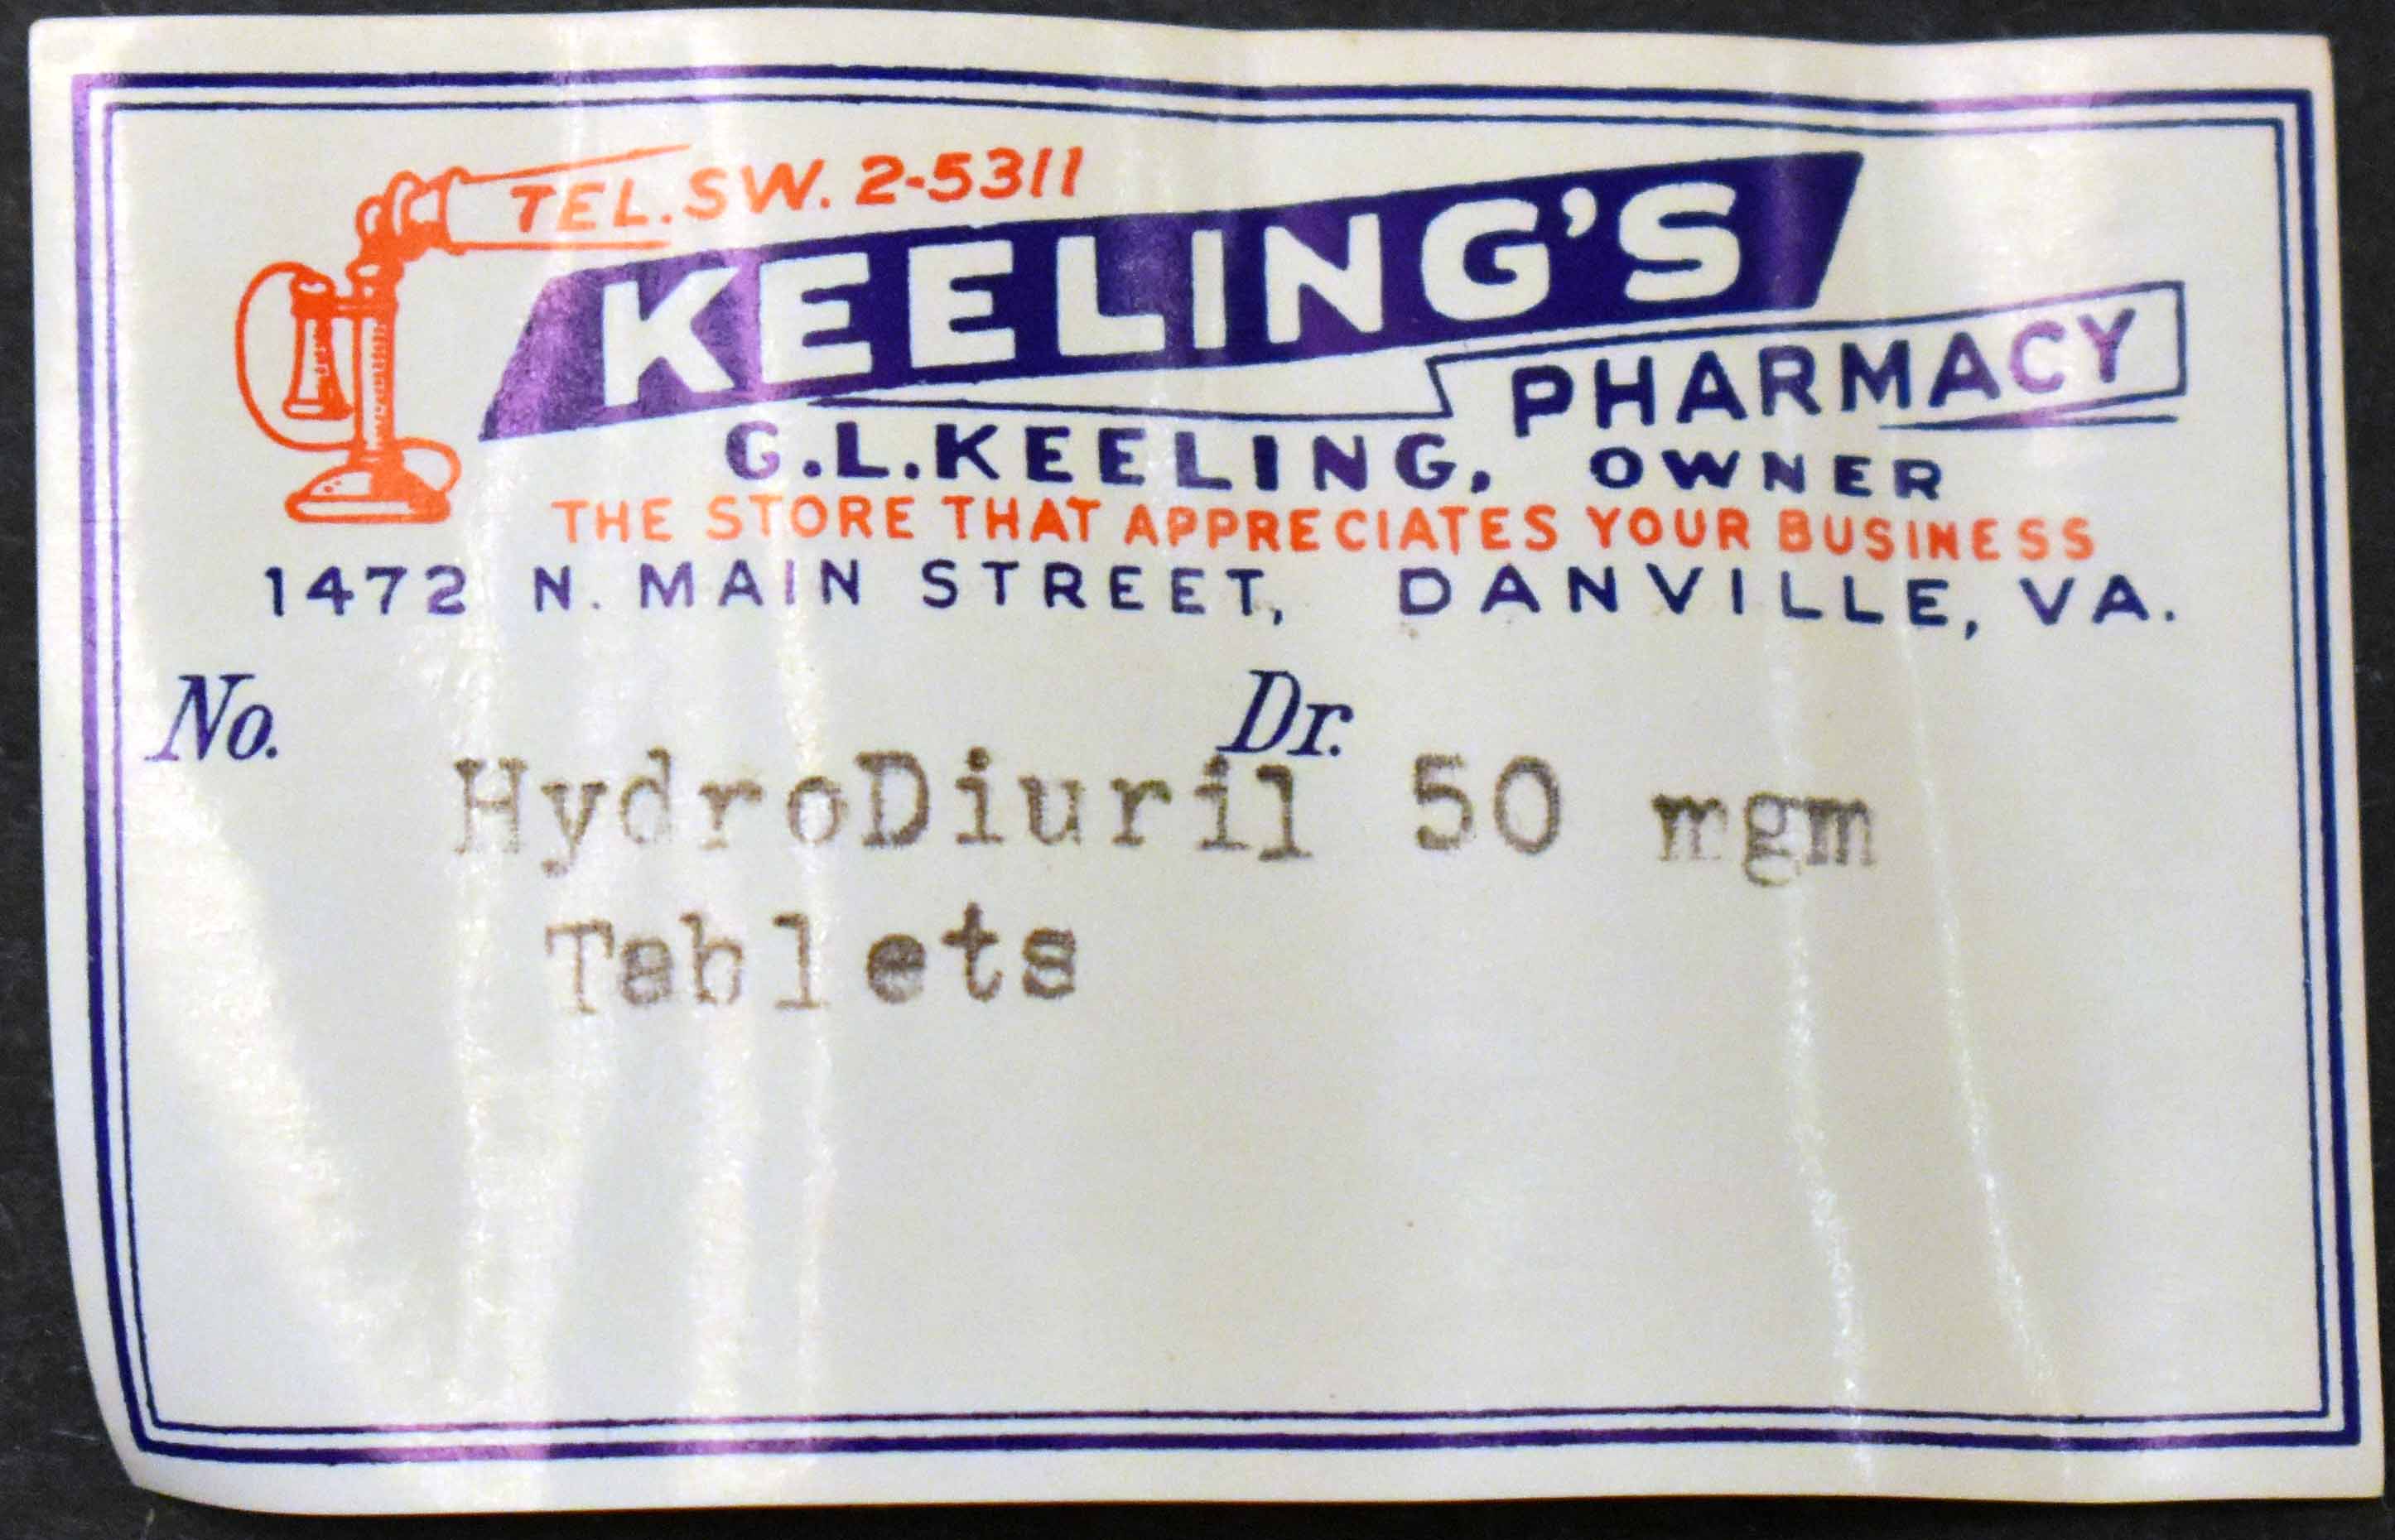 TEL. SW. 2-5311
KEELING'S
PHARMACY
G.L. KEELING, OWNER
THE STORE THAT APPRECIATES YOUR BUSINESS
1472 N. MAIN STREET, DANVILLE, VA.
No. Dr.
HydroDiuril 50 mgm
Tablets